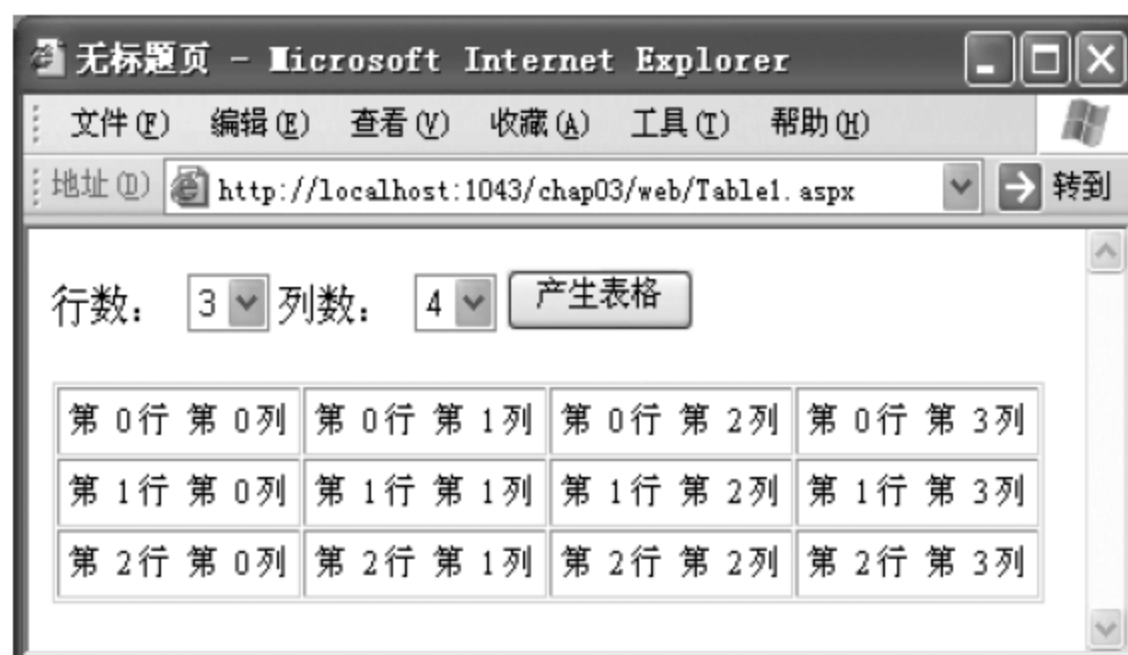 无标题页 - Microsoft Internet Explorer
文件(F) 编辑(E) 查看(V) 收藏(A) 工具(T) 帮助(H)
地址(D) http://localhost:1043/chap03/web/Table1.aspx 转到
行数： 3 列数： 4 产生表格
第 0行 第 0列 第 0行 第 1列 第 0行 第 2列 第 0行 第 3列
第 1行 第 0列 第 1行 第 1列 第 1行 第 2列 第 1行 第 3列
第 2行 第 0列 第 2行 第 1列 第 2行 第 2列 第 2行 第 3列